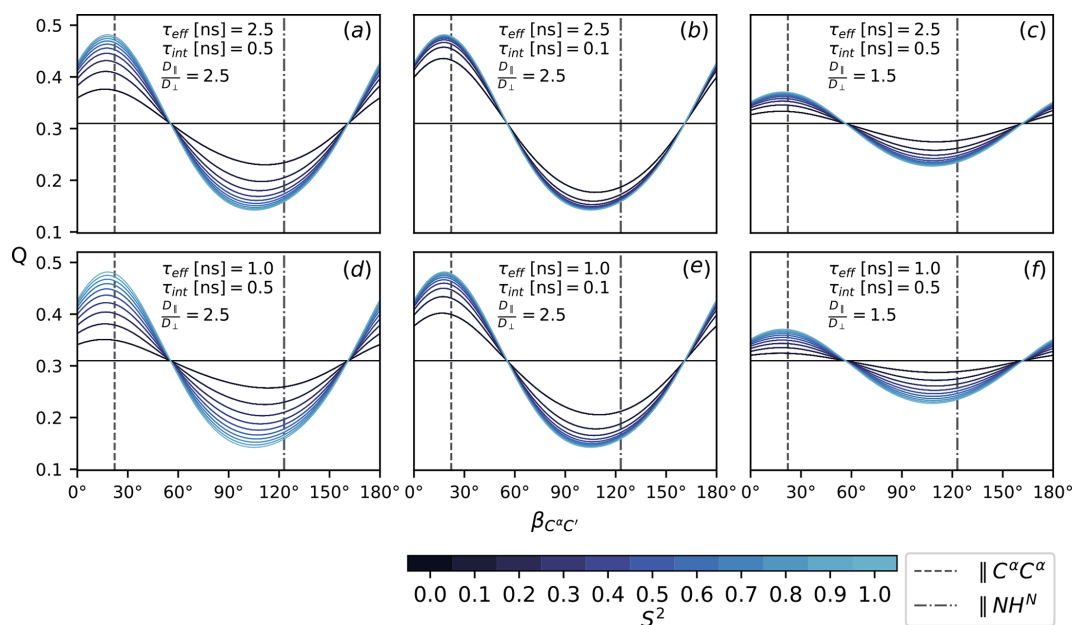 τ_eff [ns] = 2.5 (a)
τ_int [ns] = 0.5
D_∥/D_⊥ = 2.5
τ_eff [ns] = 2.5 (b)
τ_int [ns] = 0.1
D_∥/D_⊥ = 2.5
τ_eff [ns] = 2.5 (c)
τ_int [ns] = 0.5
D_∥/D_⊥ = 1.5
0.5
0.4
0.3
0.2
0.1
Q
τ_eff [ns] = 1.0 (d)
τ_int [ns] = 0.5
D_∥/D_⊥ = 2.5
τ_eff [ns] = 1.0 (e)
τ_int [ns] = 0.1
D_∥/D_⊥ = 2.5
τ_eff [ns] = 1.0 (f)
τ_int [ns] = 0.5
D_∥/D_⊥ = 1.5
0.5
0.4
0.3
0.2
0.1
0° 30° 60° 90° 120° 150° 180°
0° 30° 60° 90° 120° 150° 180°
0° 30° 60° 90° 120° 150° 180°
β_{C^αC'}
0.0 0.1 0.2 0.3 0.4 0.5 0.6 0.7 0.8 0.9 1.0
S²
∥ C^αC^α
∥ NH^N